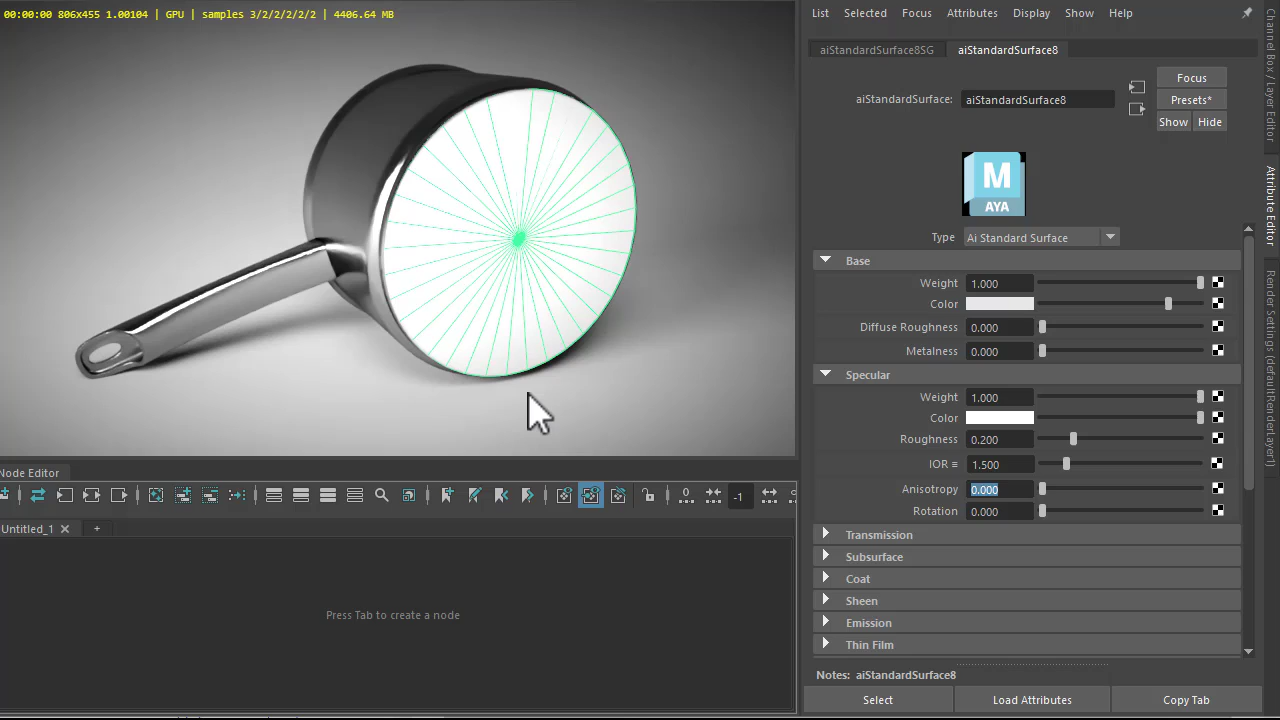 00:00:00 806x455 1.00104 | GPU | samples 3/2/2/2/2/2 | 4406.64 MB
List Selected Focus Attributes Display Show Help
aiStandardSurface8SG aiStandardSurface8
Focus
aiStandardSurface: aiStandardSurface8
Presets*
Show Hide
M
AYA
Type Ai Standard Surface
Base
Weight 1.000
Color
Diffuse Roughness 0.000
Metalness 0.000
Specular
Weight 1.000
Color
Roughness 0.200
IOR 1.500
Anisotropy 0.000
Rotation 0.000
Transmission
Subsurface
Coat
Sheen
Emission
Thin Film
Notes: aiStandardSurface8
Select Load Attributes Copy Tab
Node Editor
0 -1
Untitled_1 +
Press Tab to create a node
Channel Box / Layer Editor
Attribute Editor
Render Settings (defaultRenderLayer1)